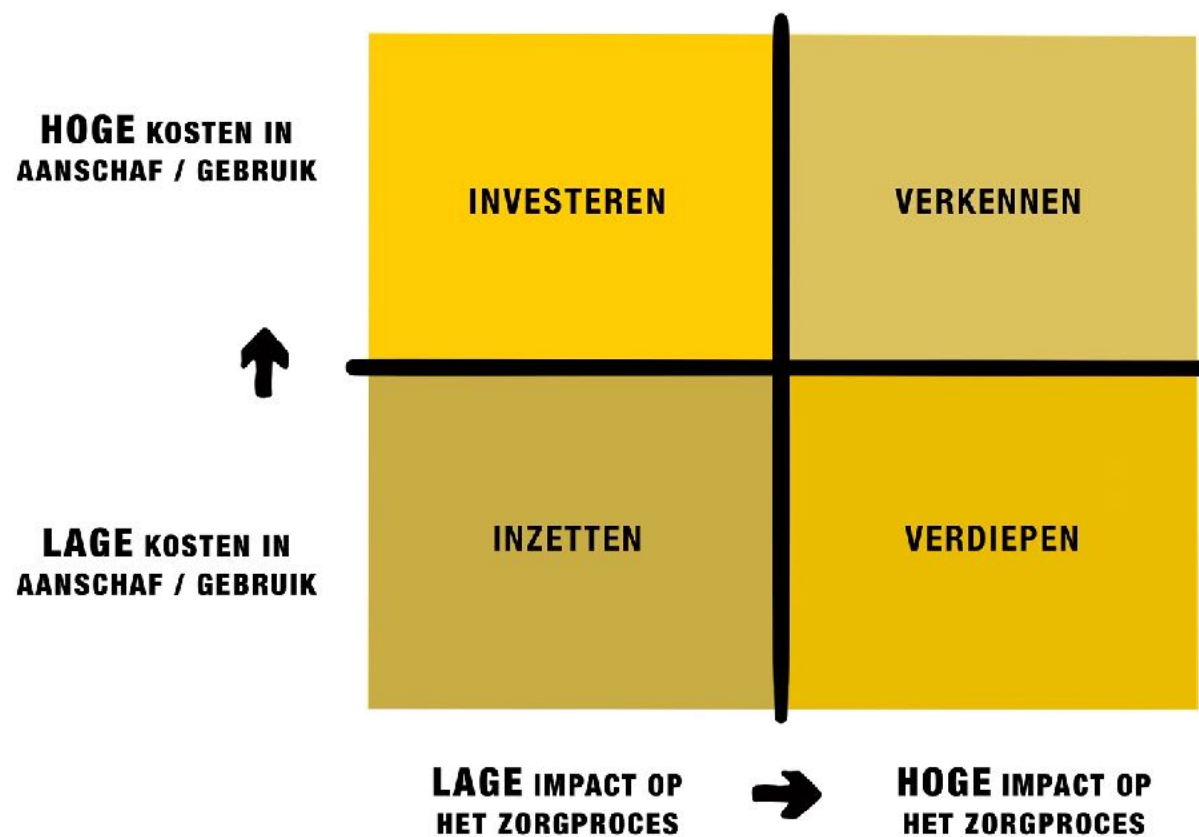 HOGE KOSTEN IN
AANSCHAF / GEBRUIK
INVESTEREN
VERKENNEN
LAGE KOSTEN IN
AANSCHAF / GEBRUIK
INZETTEN
VERDIEPEN
LAGE IMPACT OP
HET ZORGPROCES
HOGE IMPACT OP
HET ZORGPROCES